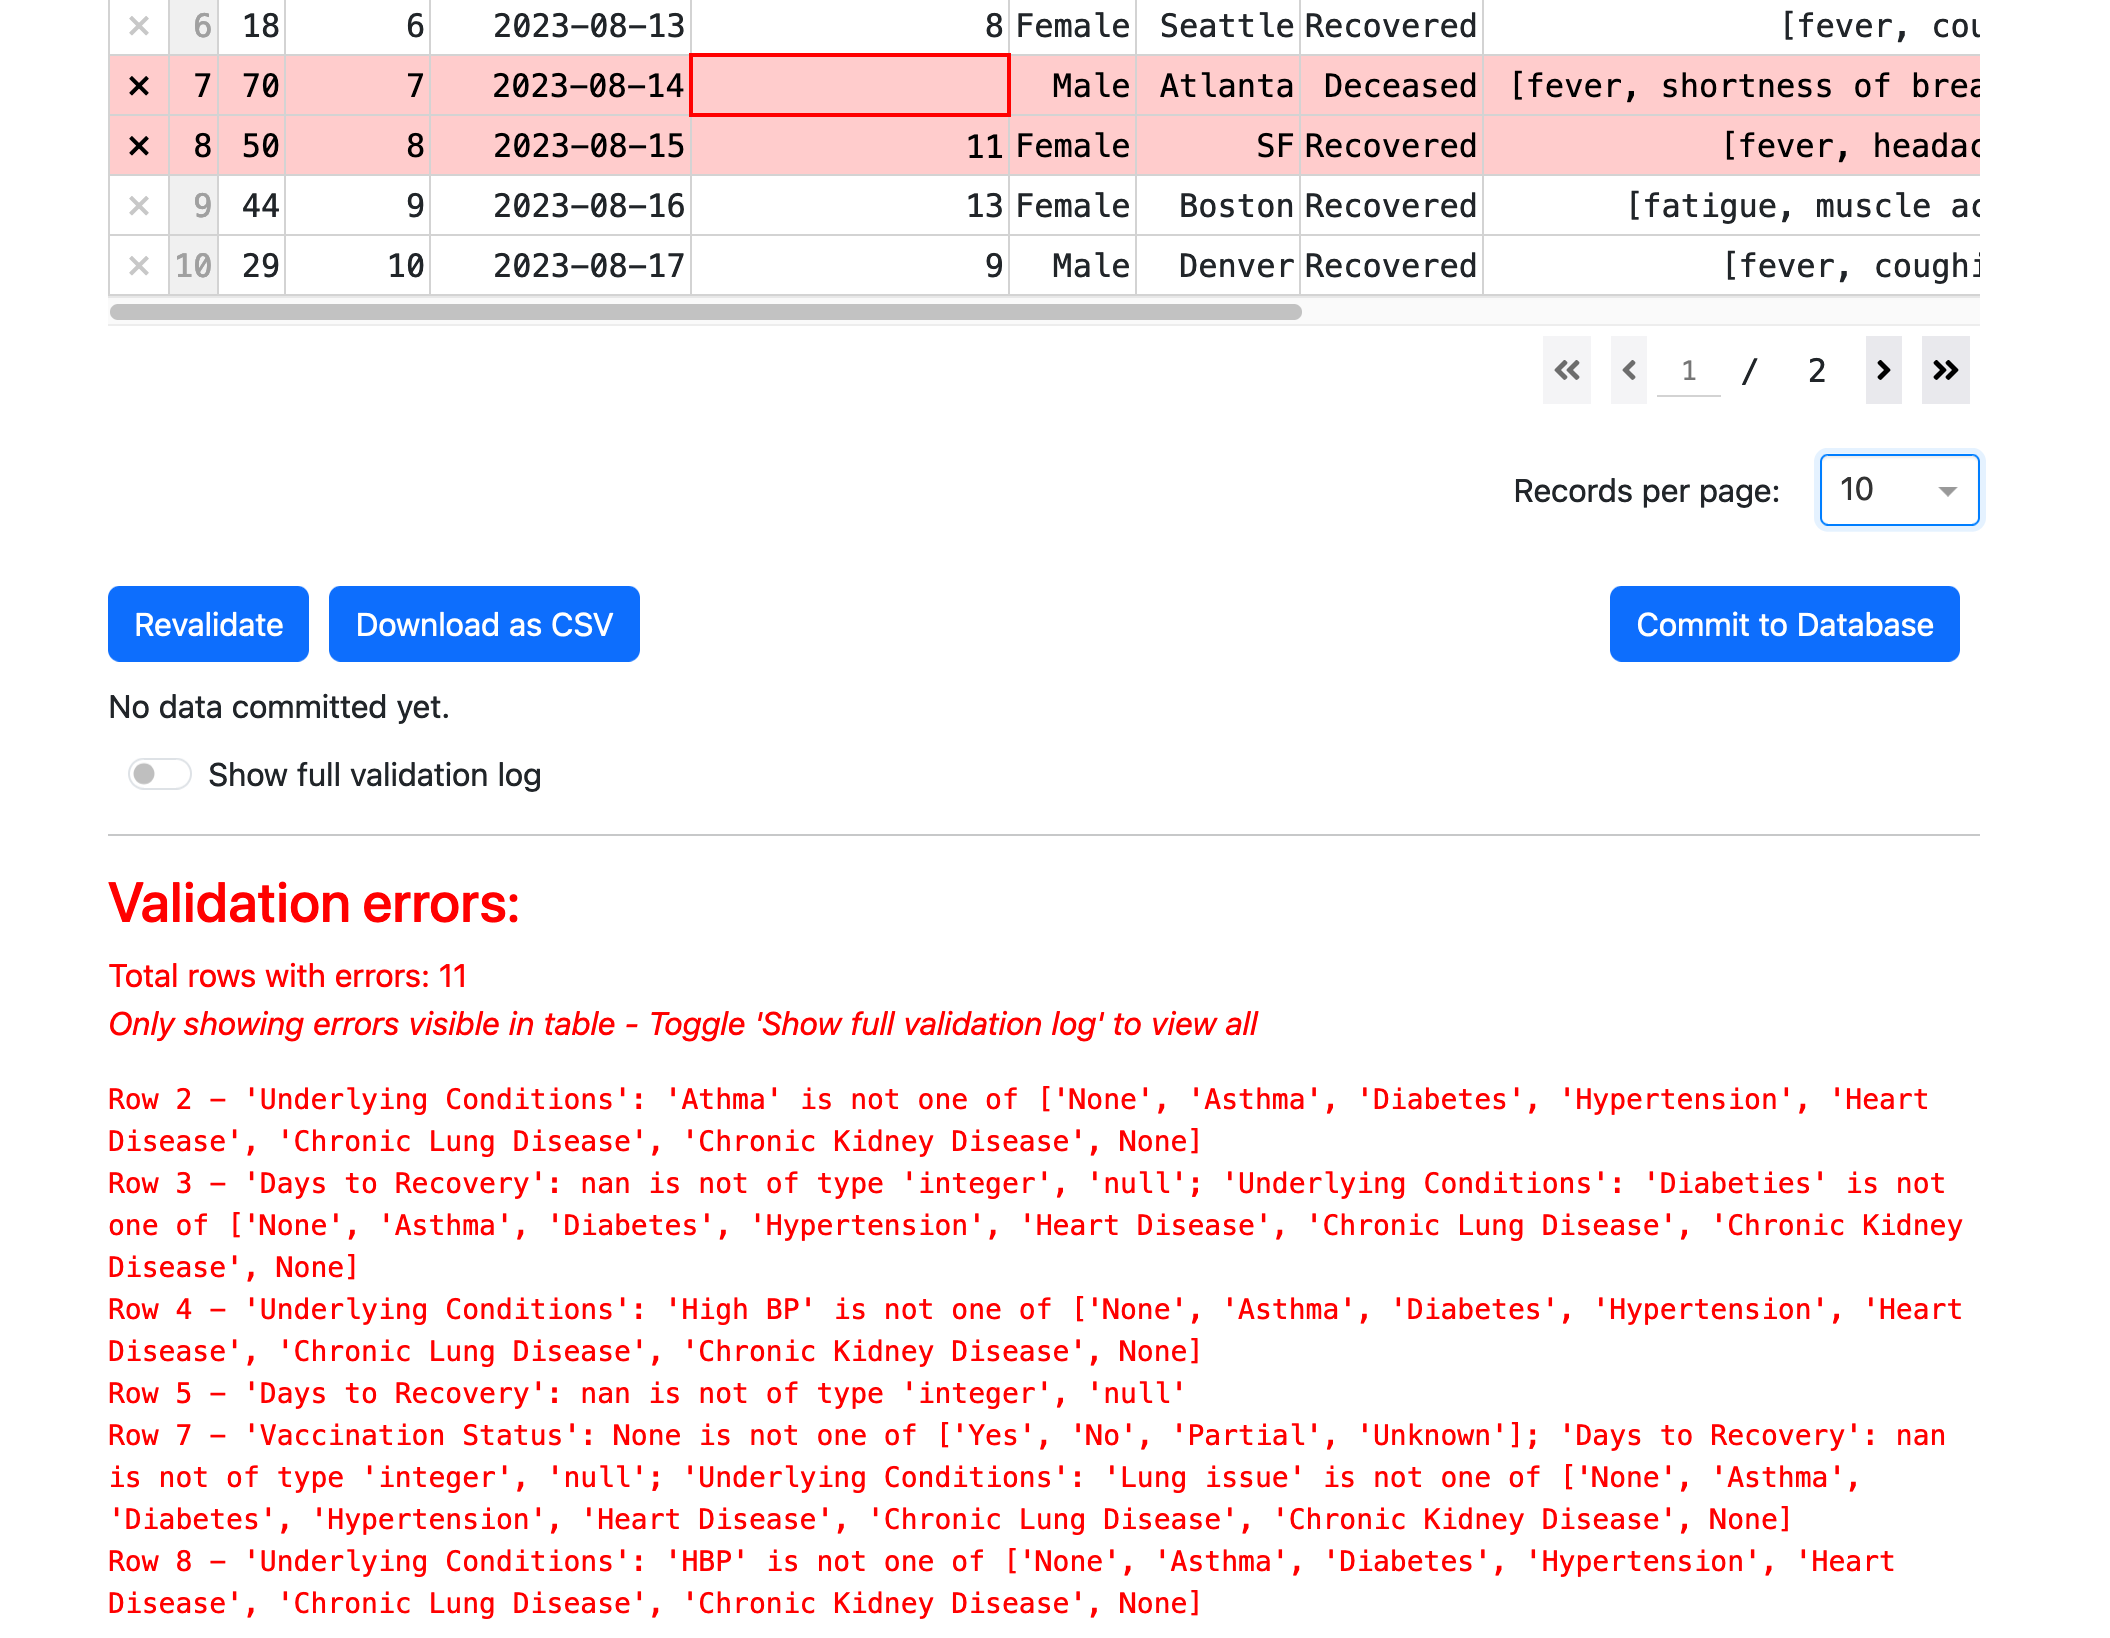 × 6 18 6 2023-08-13 8 Female Seattle Recovered [fever, cou
× 7 70 7 2023-08-14 Male Atlanta Deceased [fever, shortness of brea
× 8 50 8 2023-08-15 11 Female SF Recovered [fever, headac
× 9 44 9 2023-08-16 13 Female Boston Recovered [fatigue, muscle ac
× 10 29 10 2023-08-17 9 Male Denver Recovered [fever, coughi
« ‹ 1 / 2 › »
Records per page: 10
Revalidate Download as CSV Commit to Database
No data committed yet.
Show full validation log
Validation errors:
Total rows with errors: 11
Only showing errors visible in table - Toggle 'Show full validation log' to view all
Row 2 - 'Underlying Conditions': 'Athma' is not one of ['None', 'Asthma', 'Diabetes', 'Hypertension', 'Heart
Disease', 'Chronic Lung Disease', 'Chronic Kidney Disease', None]
Row 3 - 'Days to Recovery': nan is not of type 'integer', 'null'; 'Underlying Conditions': 'Diabeties' is not
one of ['None', 'Asthma', 'Diabetes', 'Hypertension', 'Heart Disease', 'Chronic Lung Disease', 'Chronic Kidney
Disease', None]
Row 4 - 'Underlying Conditions': 'High BP' is not one of ['None', 'Asthma', 'Diabetes', 'Hypertension', 'Heart
Disease', 'Chronic Lung Disease', 'Chronic Kidney Disease', None]
Row 5 - 'Days to Recovery': nan is not of type 'integer', 'null'
Row 7 - 'Vaccination Status': None is not one of ['Yes', 'No', 'Partial', 'Unknown']; 'Days to Recovery': nan
is not of type 'integer', 'null'; 'Underlying Conditions': 'Lung issue' is not one of ['None', 'Asthma',
'Diabetes', 'Hypertension', 'Heart Disease', 'Chronic Lung Disease', 'Chronic Kidney Disease', None]
Row 8 - 'Underlying Conditions': 'HBP' is not one of ['None', 'Asthma', 'Diabetes', 'Hypertension', 'Heart
Disease', 'Chronic Lung Disease', 'Chronic Kidney Disease', None]